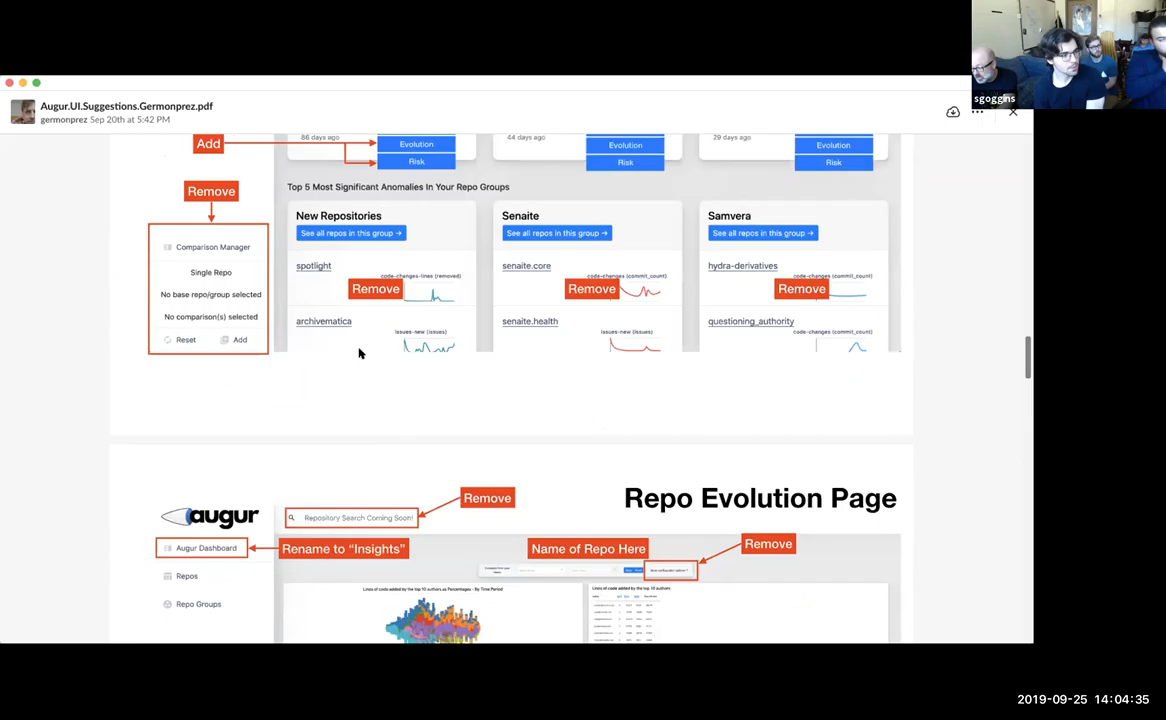 sgoggins
Augur.UI.Suggestions.Germonprez.pdf
germonprez Sep 20th at 5:42 PM
86 days ago
44 days ago
29 days ago
Add
Evolution
Evolution
Evolution
Risk
Risk
Risk
Remove
Top 5 Most Significant Anomalies In Your Repo Groups
New Repositories
Senaite
Samvera
See all repos in this group →
See all repos in this group →
See all repos in this group →
Comparison Manager
Single Repo
No base repo/group selected
No comparison(s) selected
Reset
Add
spotlight
senaite.core
hydra-derivatives
code-changes-lines (removed)
code-changes (commit_count)
code-changes (commit_count)
Remove
Remove
Remove
archivematica
senaite.health
questioning_authority
issues-new (issues)
issues-new (issues)
code-changes (commit_count)
Remove
Repo Evolution Page
augur
Repository Search Coming Soon!
Augur Dashboard
Rename to “Insights”
Name of Repo Here
Remove
Repos
Repo Groups
Lines of code added by the top 10 authors as Percentages - By Time Period
Lines of code added by the top 10 authors
2019-09-25 14:04:35